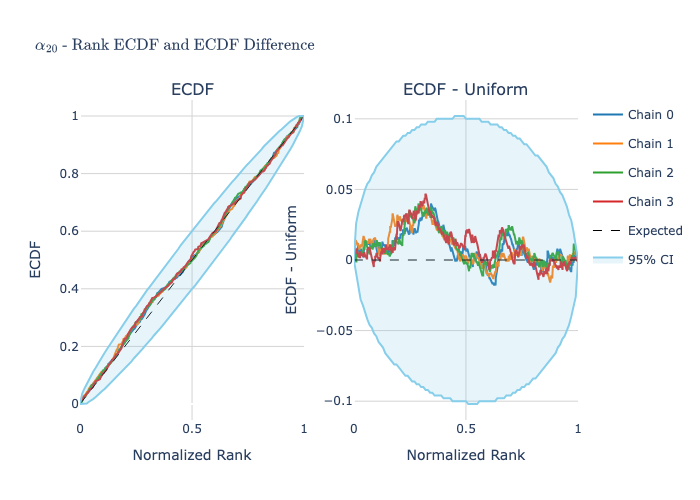 α₂₀ - Rank ECDF and ECDF Difference
ECDF
ECDF - Uniform
1
0.8
0.6
0.4
0.2
0
ECDF
0
0.5
1
Normalized Rank
0.1
0.05
0
−0.05
−0.1
ECDF - Uniform
0
0.5
1
Normalized Rank
Chain 0
Chain 1
Chain 2
Chain 3
Expected
95% CI